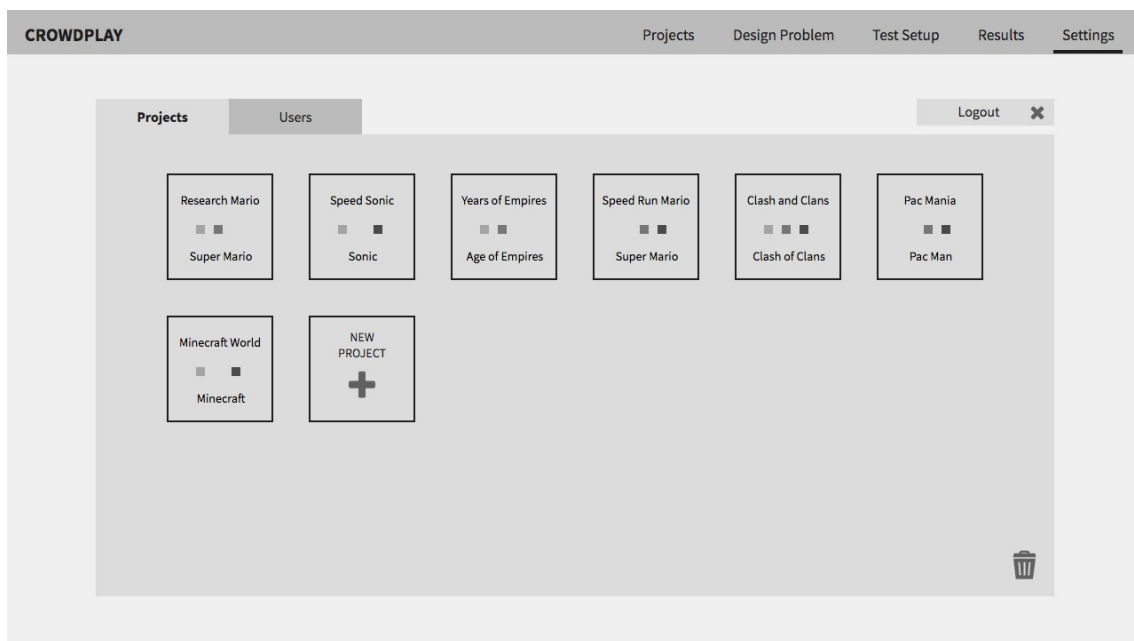 CROWDPLAY
Projects
Design Problem
Test Setup
Results
Settings
Projects
Users
Logout
Research Mario
Super Mario
Speed Sonic
Sonic
Years of Empires
Age of Empires
Speed Run Mario
Super Mario
Clash and Clans
Clash of Clans
Pac Mania
Pac Man
Minecraft World
Minecraft
NEW
PROJECT